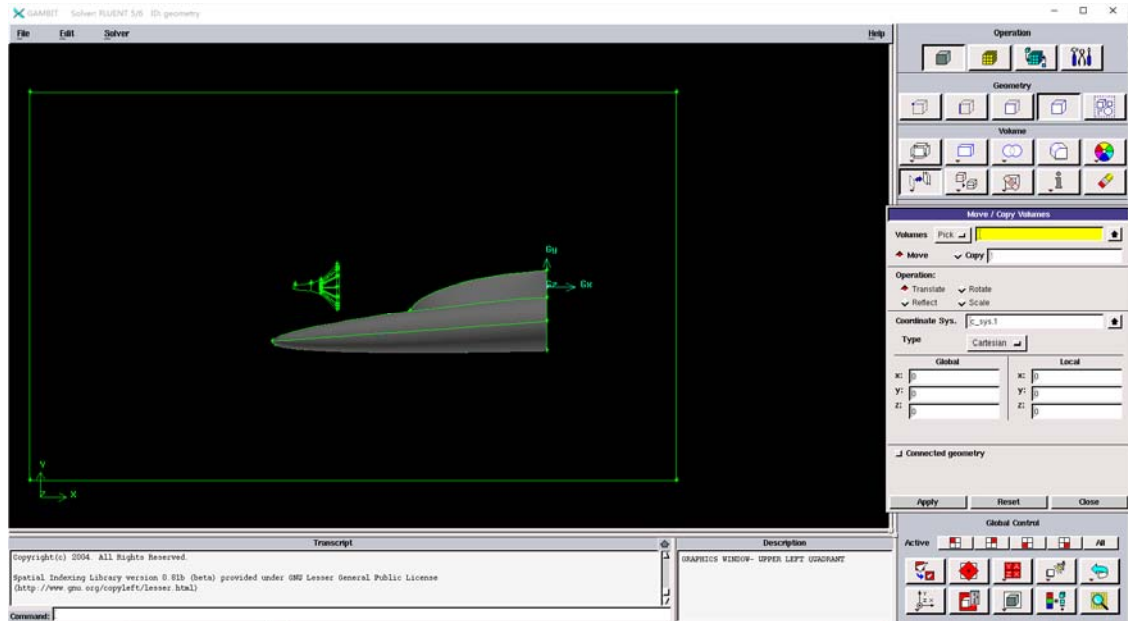 GAMBIT Solver: FLUENT 5/6 ID: geometry
File Edit Solver Help
Operation
Geometry
Volume
Move / Copy Volumes
Volumes Pick
Move Copy
Operation:
Translate Rotate
Reflect Scale
Coordinate Sys. c_sys.1
Type Cartesian
Global Local
x: 0 x: 0
y: 0 y: 0
z: 0 z: 0
Connected geometry
Apply Reset Close
Gy
Gz Gx
Y
Z X
Global Control
Active All
Transcript
Copyright(c) 2004. All Rights Reserved.
Spatial Indexing Library version 0.81b (beta) provided under GNU Lesser General Public License
(http://www.gnu.org/copyleft/lesser.html)
Command:
Description
GRAPHICS WINDOW- UPPER LEFT QUADRANT